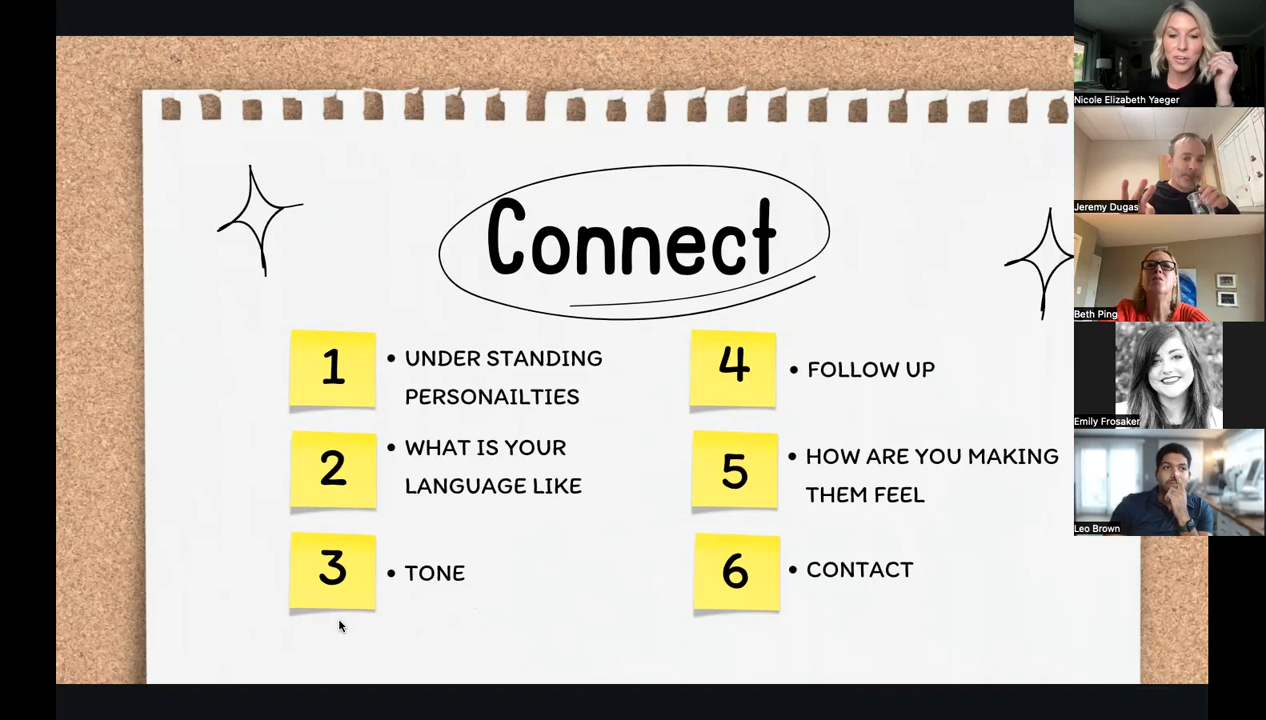 Connect
1
• UNDER STANDING
PERSONAILTIES
2
• WHAT IS YOUR
LANGUAGE LIKE
3
• TONE
4
• FOLLOW UP
5
• HOW ARE YOU MAKING
THEM FEEL
6
• CONTACT
Nicole Elizabeth Yaeger
Jeremy Dugas
Beth Ping
Emily Frosaker
Leo Brown